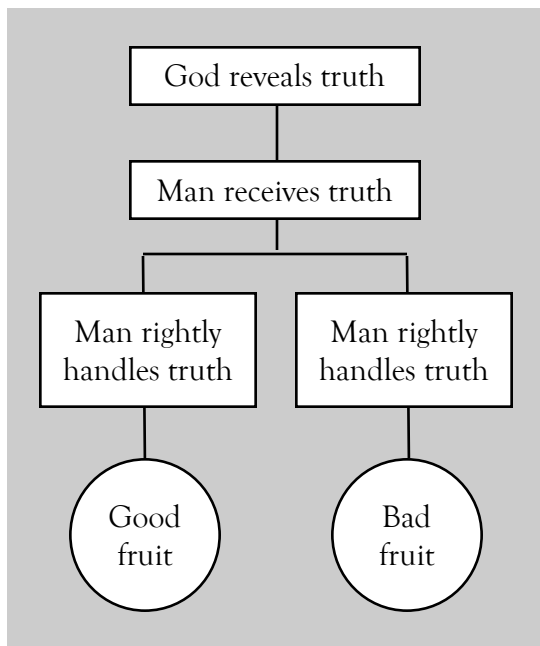 God reveals truth
Man receives truth
Man rightly
handles truth
Man rightly
handles truth
Good
fruit
Bad
fruit